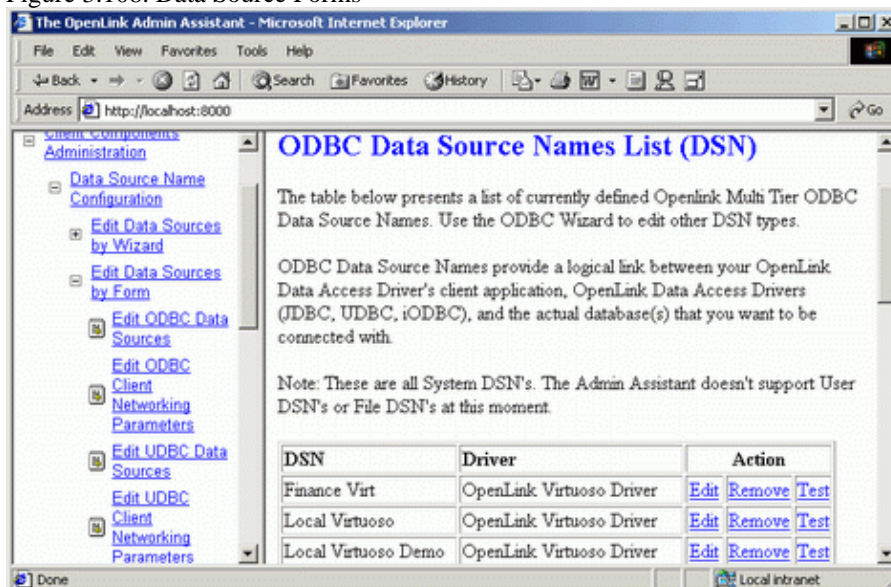 Figure 3.10b. Data Source Forms
The OpenLink Admin Assistant - Microsoft Internet Explorer
File Edit View Favorites Tools Help
Back Search Favorites History
Address http://localhost:8000 Go
Client Components
Administration
Data Source Name
Configuration
Edit Data Sources
by Wizard
Edit Data Sources
by Form
Edit ODBC Data
Sources
Edit ODBC
Client
Networking
Parameters
Edit UDBC Data
Sources
Edit UDBC
Client
Networking
Parameters
ODBC Data Source Names List (DSN)
The table below presents a list of currently defined Openlink Multi Tier ODBC
Data Source Names. Use the ODBC Wizard to edit other DSN types.
ODBC Data Source Names provide a logical link between your OpenLink
Data Access Driver's client application, OpenLink Data Access Drivers
(JDBC, UDBC, iODBC), and the actual database(s) that you want to be
connected with.
Note: These are all System DSN's. The Admin Assistant doesn't support User
DSN's or File DSN's at this moment.
DSN Driver Action
Finance Virt OpenLink Virtuoso Driver Edit Remove Test
Local Virtuoso OpenLink Virtuoso Driver Edit Remove Test
Local Virtuoso Demo OpenLink Virtuoso Driver Edit Remove Test
Done Local intranet